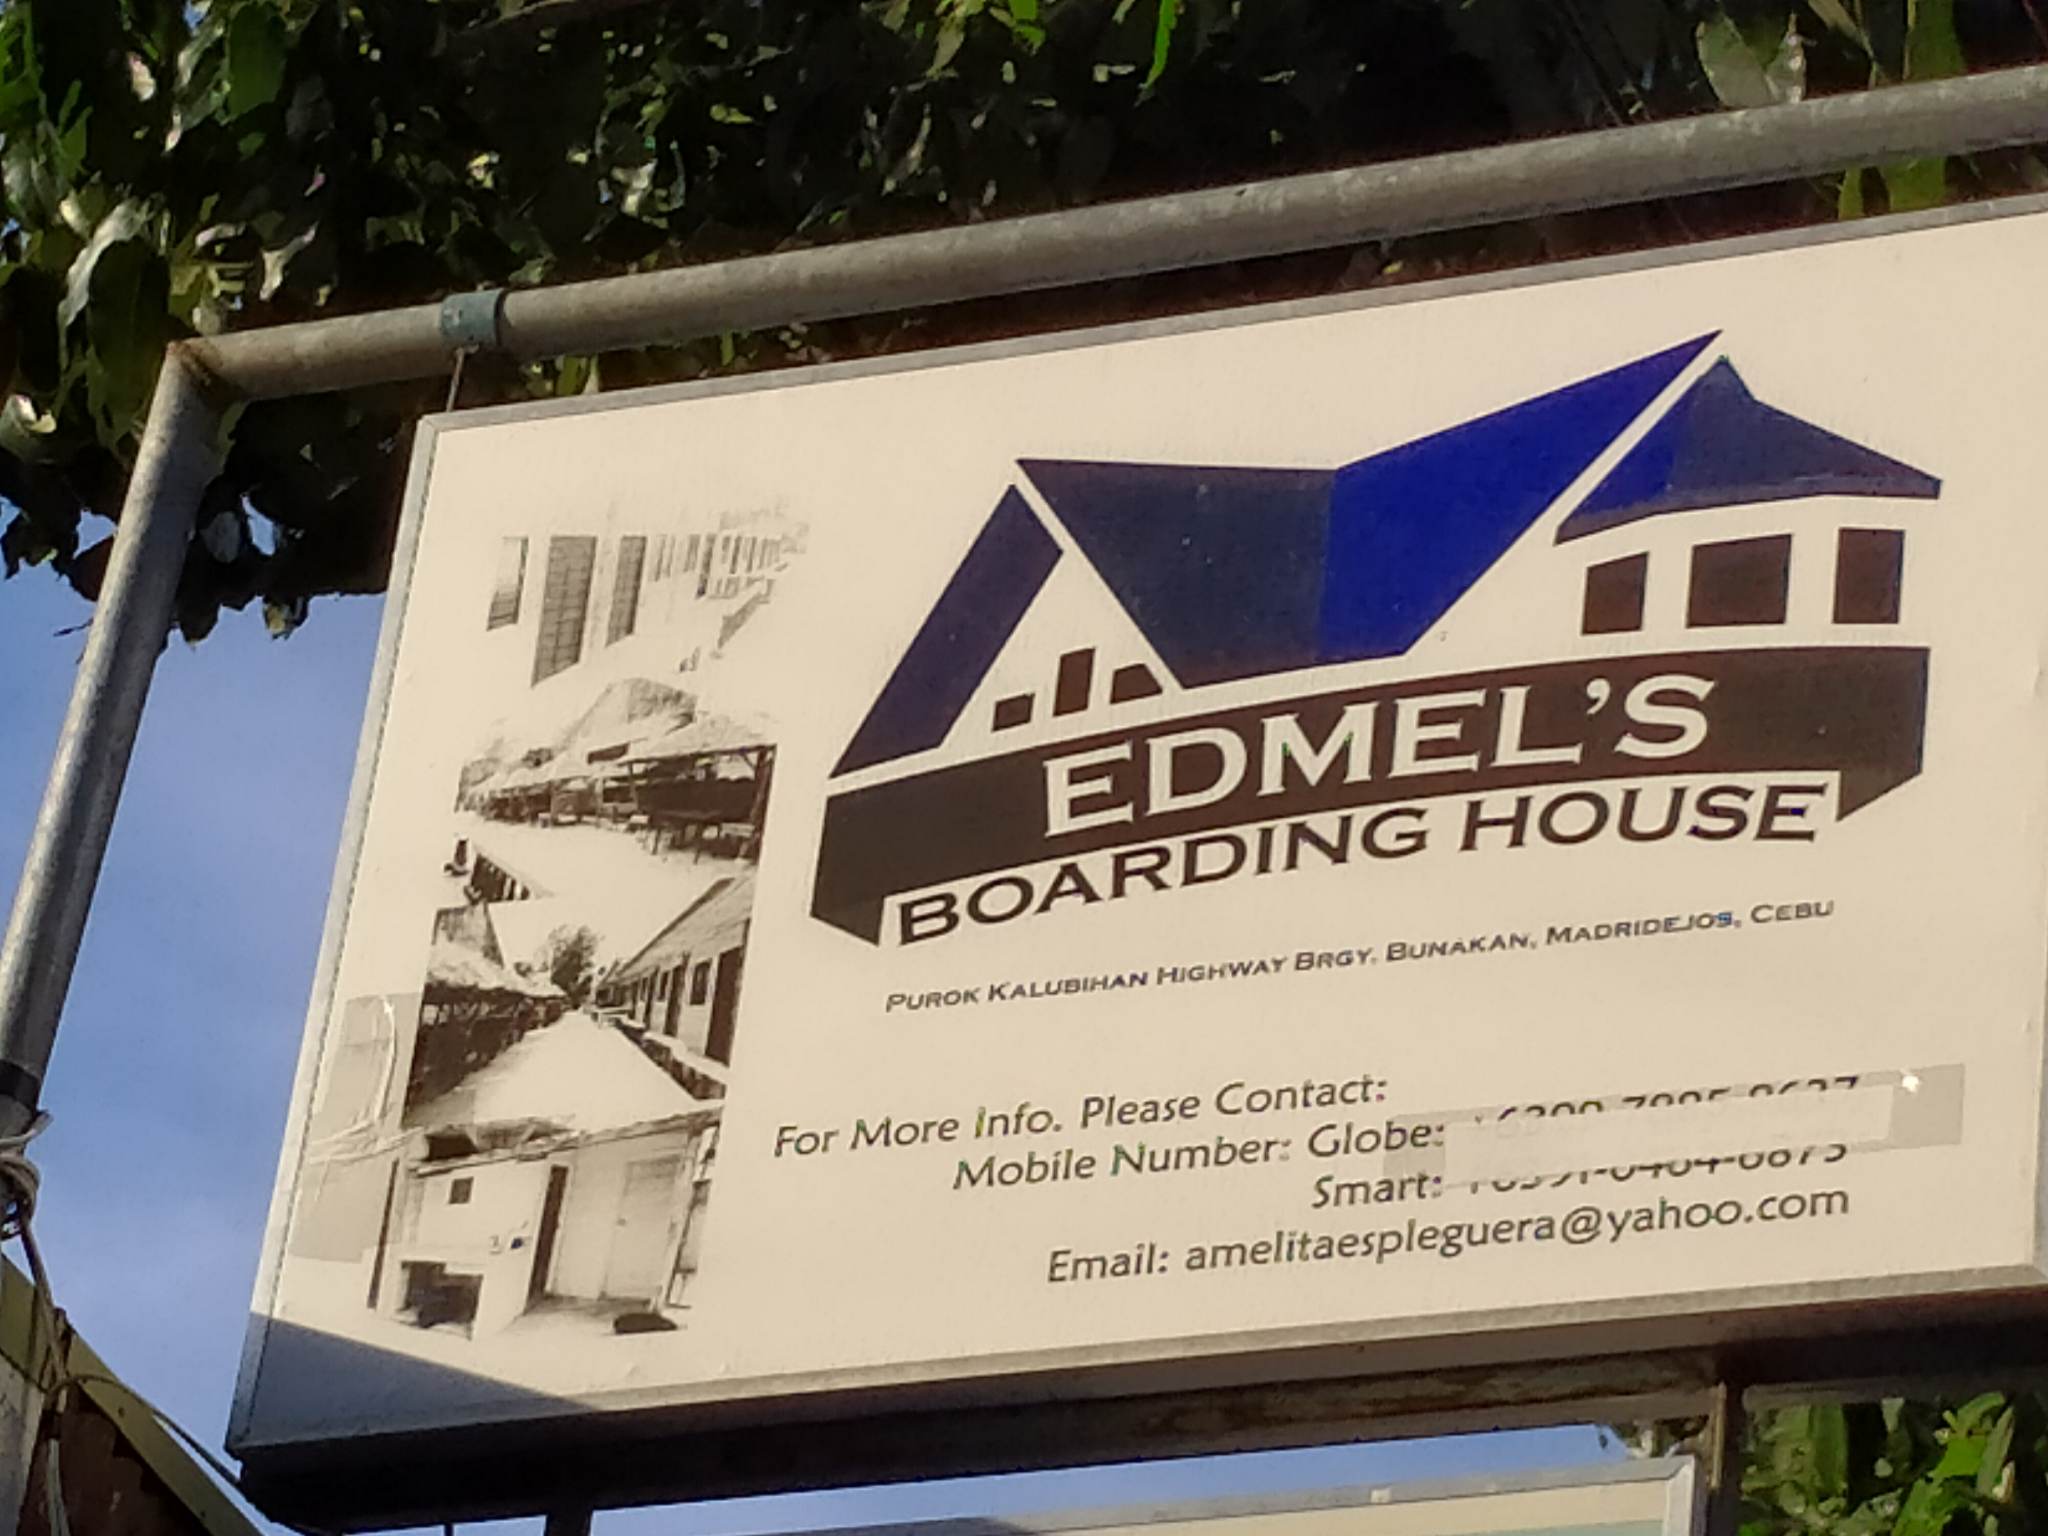 EDMEL'S
BOARDING HOUSE
PUROK KALUBIHAN HIGHWAY BRGY. BUNAKAN, MADRIDEJOS, CEBU
For More Info. Please Contact:
Mobile Number: Globe:
Smart:
Email: amelitaespleguera@yahoo.com